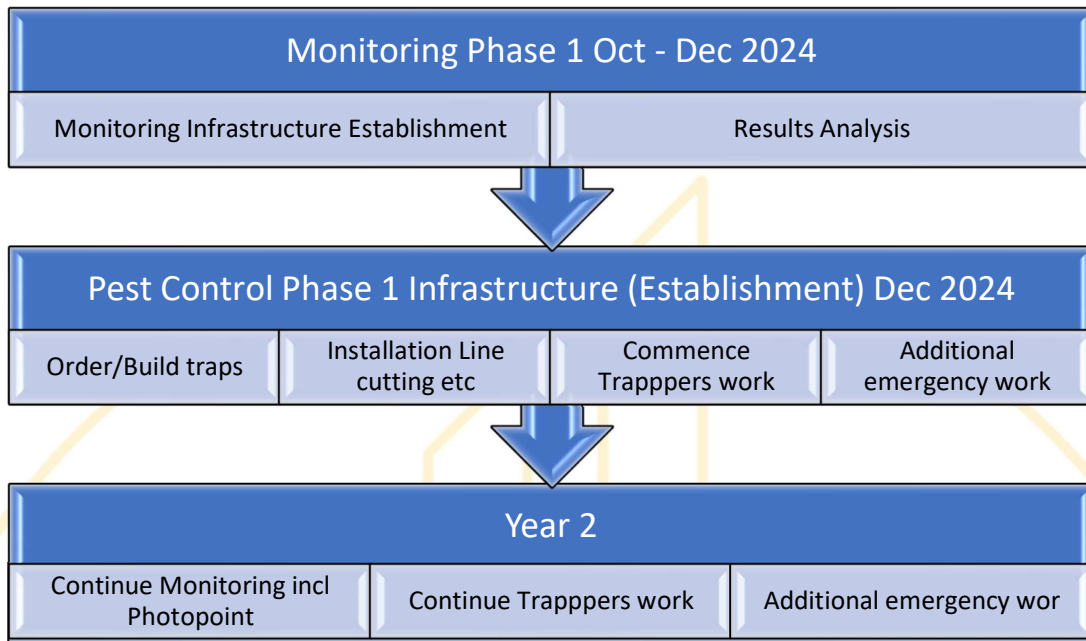 Monitoring Phase 1 Oct - Dec 2024
Monitoring Infrastructure Establishment
Results Analysis
Pest Control Phase 1 Infrastructure (Establishment) Dec 2024
Order/Build traps
Installation Line
cutting etc
Commence
Trapppers work
Additional
emergency work
Year 2
Continue Monitoring incl
Photopoint
Continue Trapppers work
Additional emergency wor